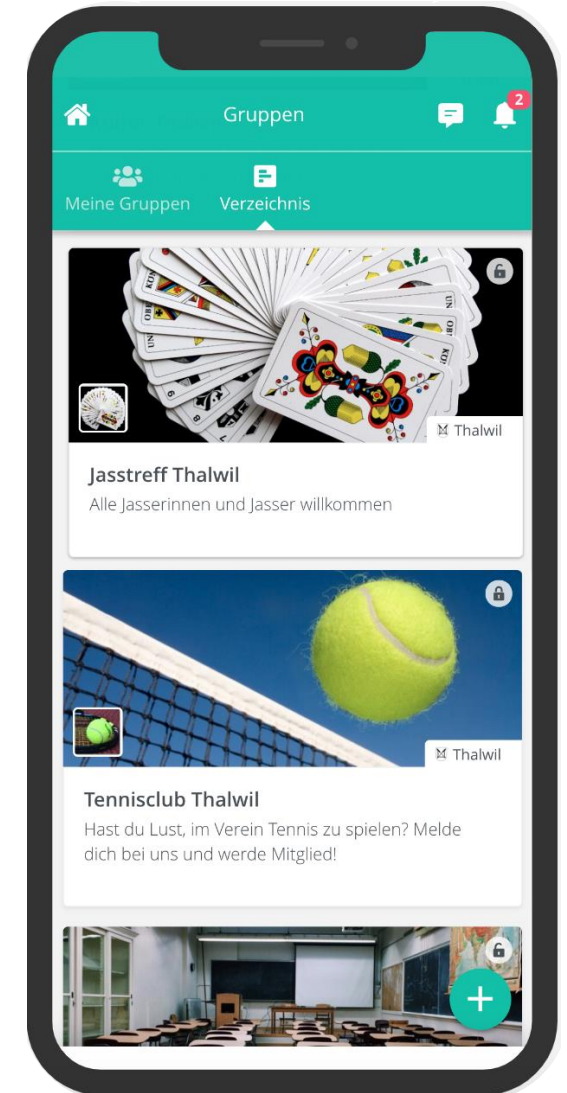 Gruppen
2
Meine Gruppen
Verzeichnis
Thalwil
Jasstreff Thalwil
Alle Jasserinnen und Jasser willkommen
Thalwil
Tennisclub Thalwil
Hast du Lust, im Verein Tennis zu spielen? Melde
dich bei uns und werde Mitglied!